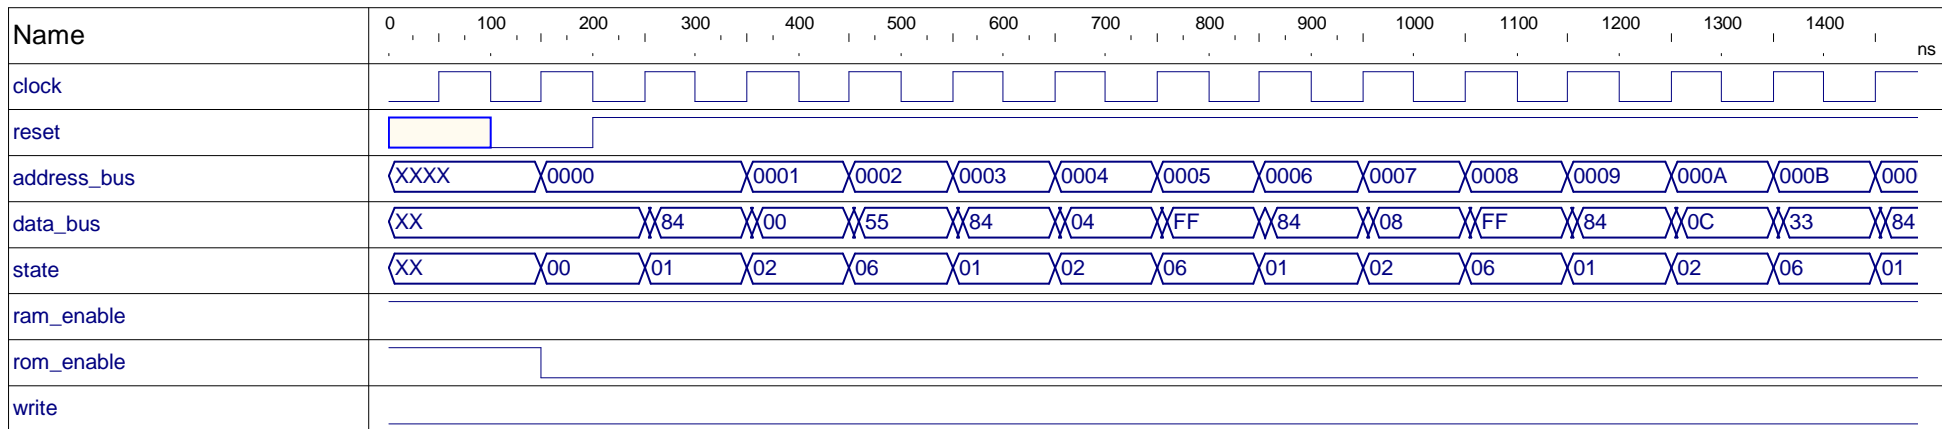 Name 0 100 200 300 400 500 600 700 800 900 1000 1100 1200 1300 1400 ns
clock
reset
address_bus XXXX 0000 0001 0002 0003 0004 0005 0006 0007 0008 0009 000A 000B 000
data_bus XX 84 00 55 84 04 FF 84 08 FF 84 0C 33 84
state XX 00 01 02 06 01 02 06 01 02 06 01 02 06 01
ram_enable
rom_enable
write